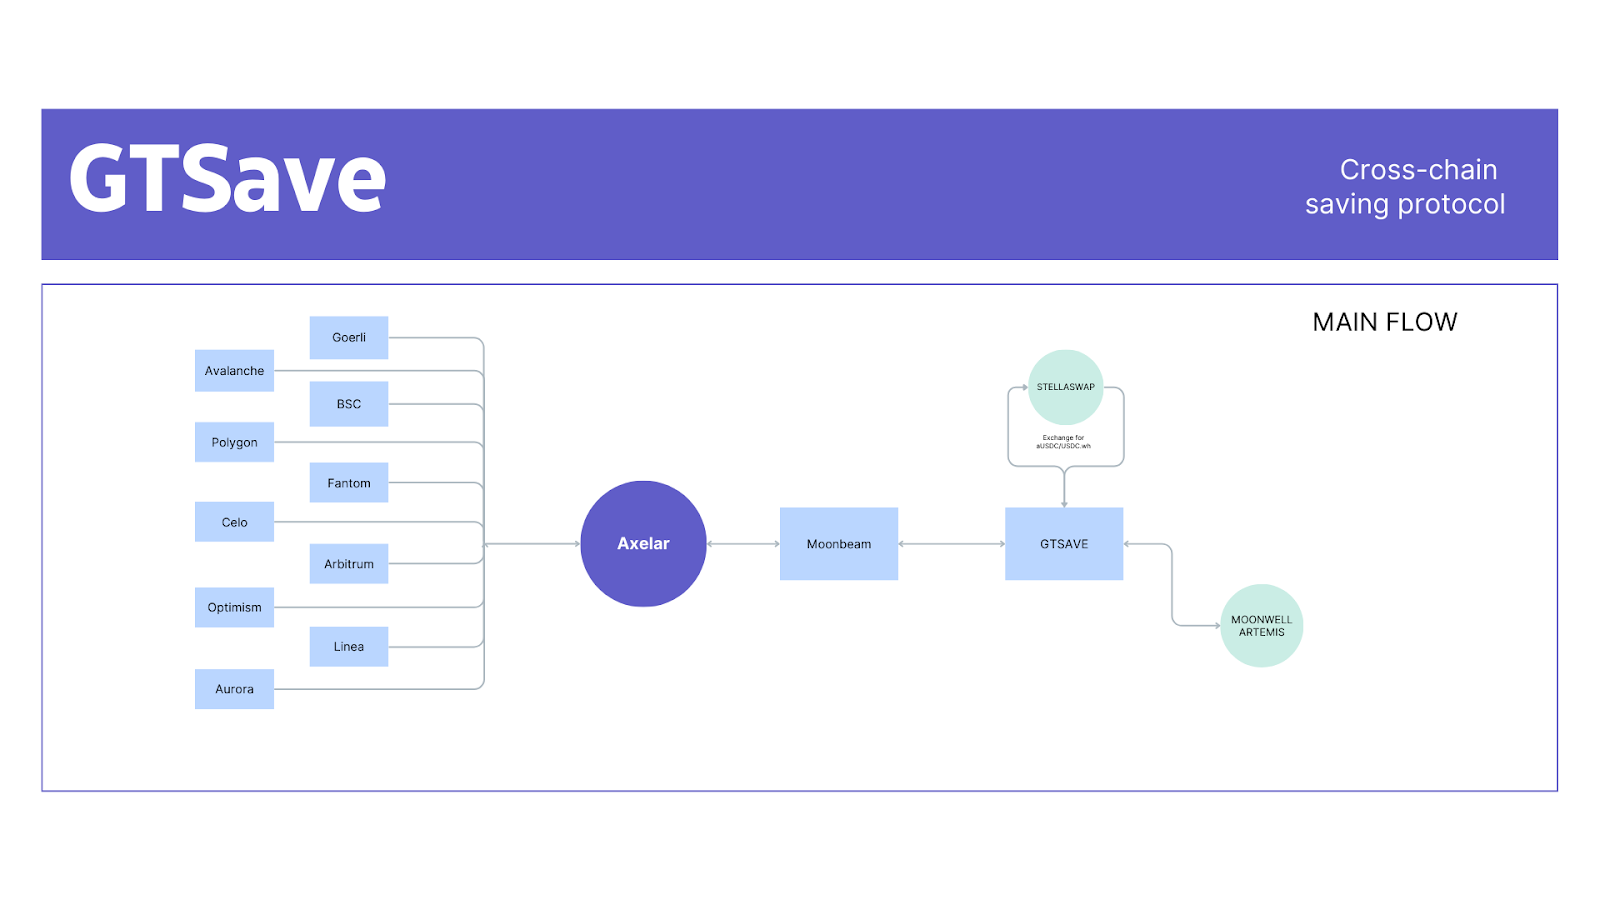 GTSave
Cross-chain
saving protocol
MAIN FLOW
Goerli
Avalanche
BSC
Polygon
Fantom
Celo
Arbitrum
Optimism
Linea
Aurora
Axelar
Moonbeam
STELLASWAP
Exchange for
aUSDC/USDC.wh
GTSAVE
MOONWELL
ARTEMIS